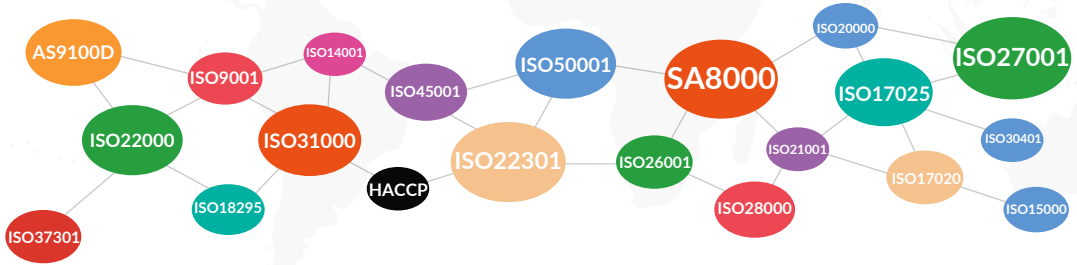 AS9100D
ISO9001
ISO14001
ISO22000
ISO31000
ISO45001
ISO37301
ISO18295
HACCP
ISO50001
ISO22301
SA8000
ISO26001
ISO28000
ISO20000
ISO27001
ISO17025
ISO21001
ISO30401
ISO17020
ISO15000